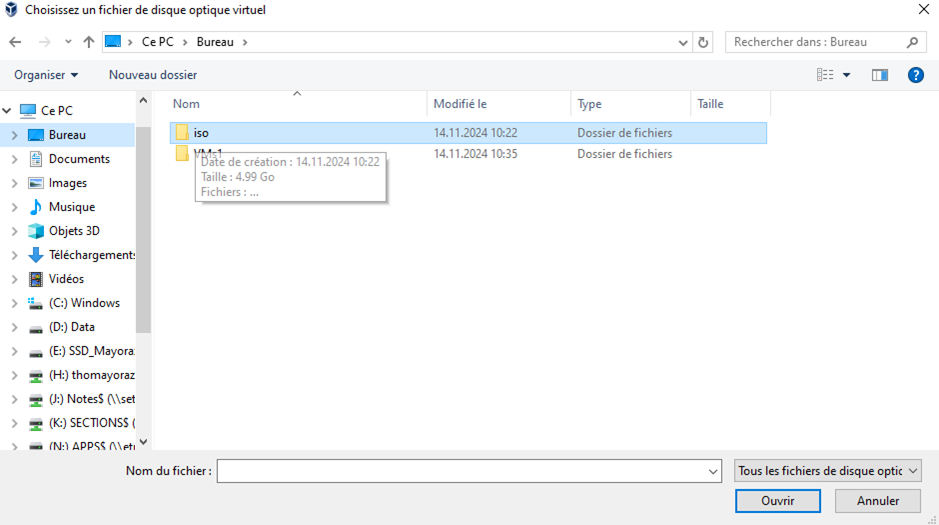 Choisissez un fichier de disque optique virtuel
Ce PC > Bureau >
Rechercher dans : Bureau
Organiser
Nouveau dossier
?
Nom Modifié le Type Taille
Ce PC
Bureau
Documents
Images
Musique
Objets 3D
Téléchargements
Vidéos
(C:) Windows
(D:) Data
(E:) SSD_Mayoraz
(H:) thomayoraz
(J:) Notes$ (\\set
(K:) SECTIONS$ (
(N:) APPS$ (\\et
iso 14.11.2024 10:22 Dossier de fichiers
VMs1 14.11.2024 10:35 Dossier de fichiers
Date de création : 14.11.2024 10:22
Taille : 4.99 Go
Fichiers : ...
Nom du fichier :
Tous les fichiers de disque optic
Ouvrir
Annuler